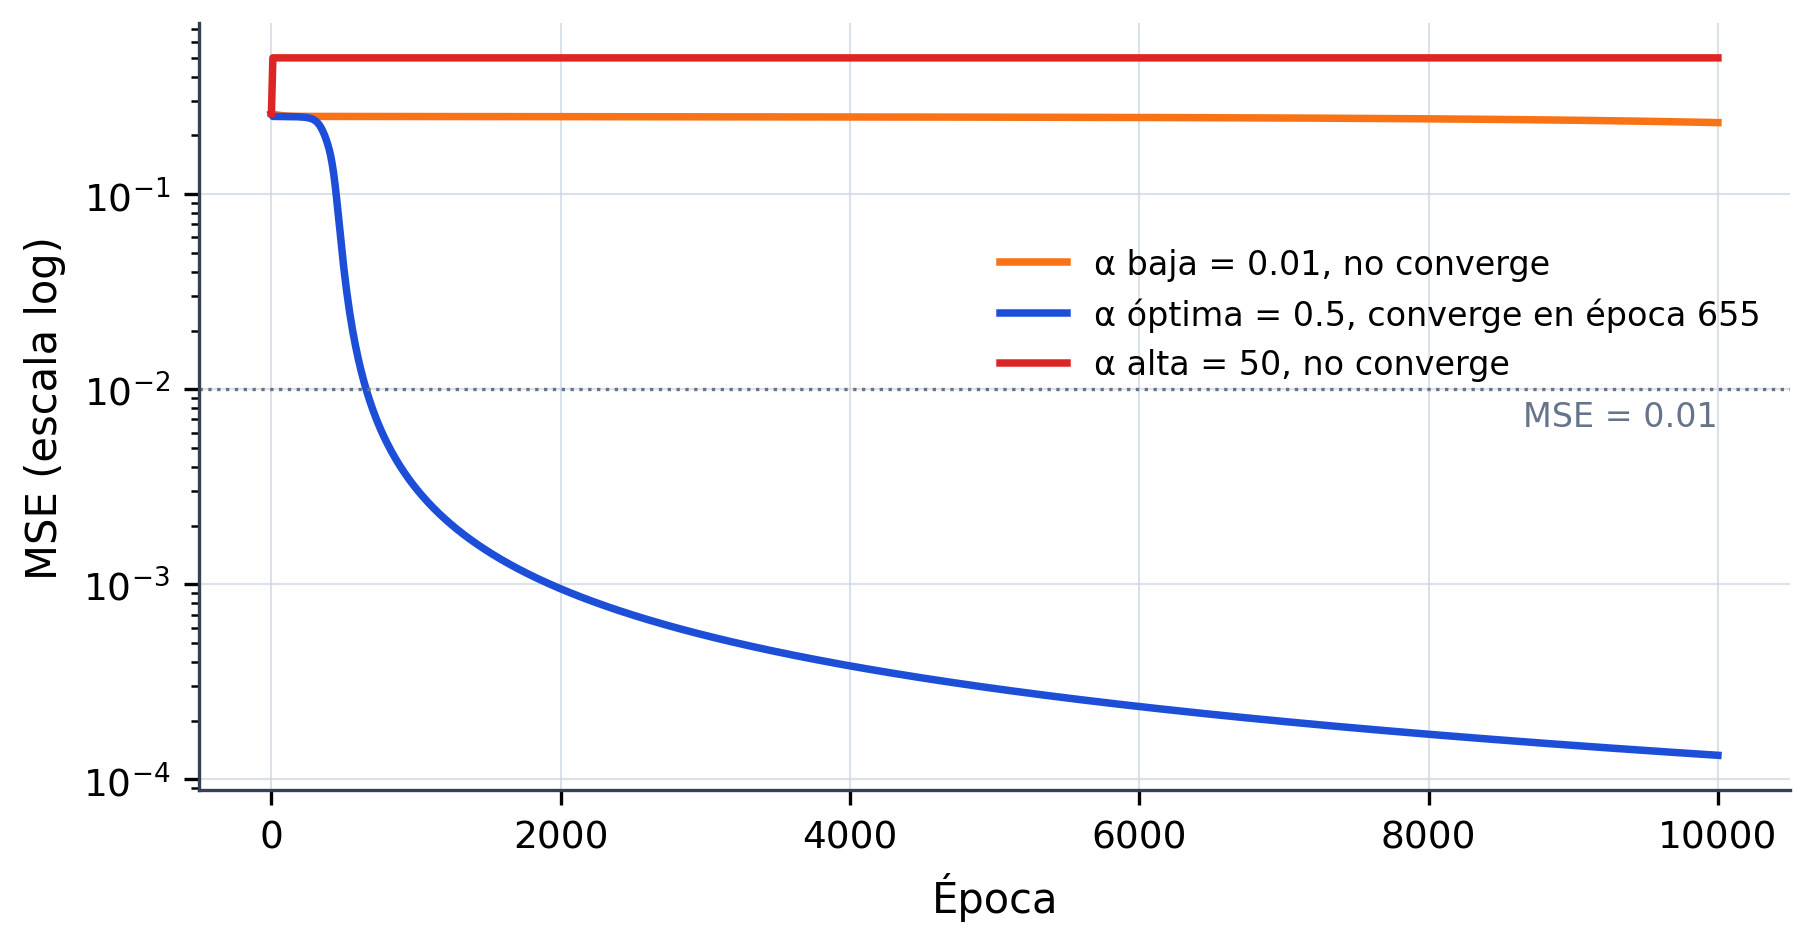 MSE (escala log)
10⁻¹
10⁻²
10⁻³
10⁻⁴
α baja = 0.01, no converge
α óptima = 0.5, converge en época 655
α alta = 50, no converge
MSE = 0.01
0 2000 4000 6000 8000 10000
Época